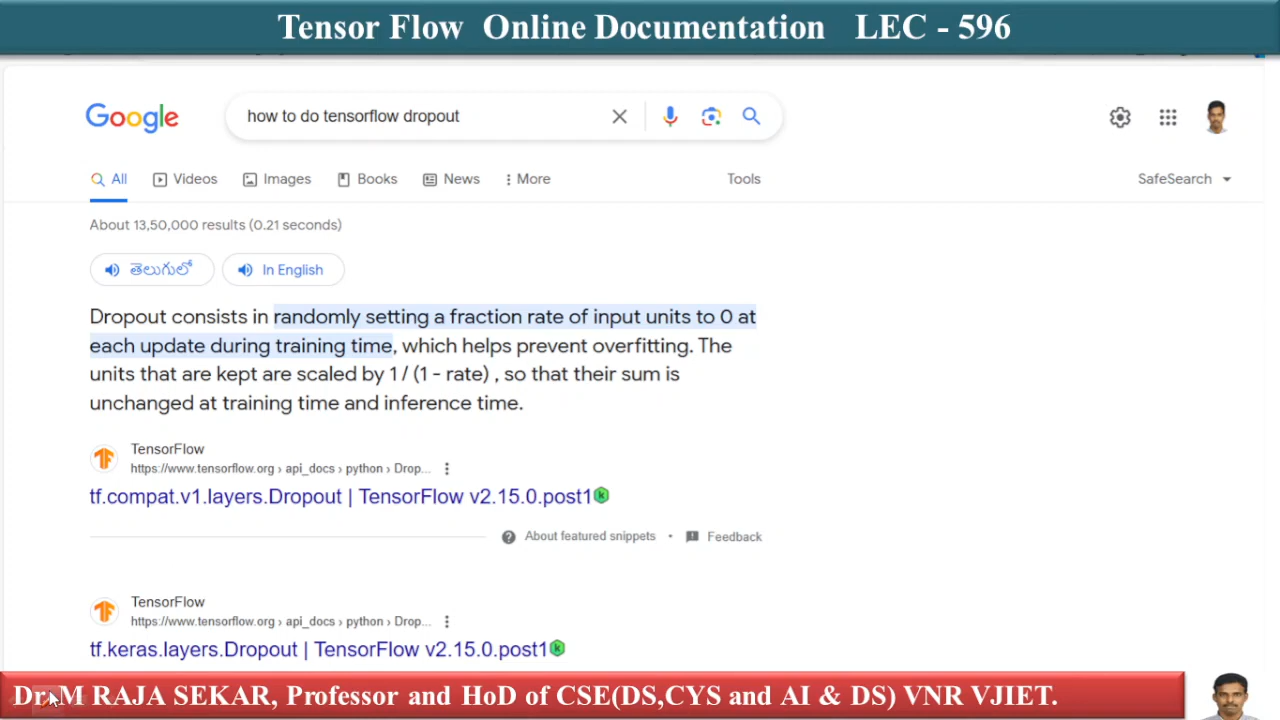 Tensor Flow Online Documentation LEC - 596
Google
how to do tensorflow dropout
All Videos Images Books News More Tools SafeSearch
About 13,50,000 results (0.21 seconds)
తెలుగులో In English
Dropout consists in randomly setting a fraction rate of input units to 0 at
each update during training time, which helps prevent overfitting. The
units that are kept are scaled by 1 / (1 - rate) , so that their sum is
unchanged at training time and inference time.
TensorFlow
https://www.tensorflow.org › api_docs › python › Drop...
tf.compat.v1.layers.Dropout | TensorFlow v2.15.0.post1
About featured snippets • Feedback
TensorFlow
https://www.tensorflow.org › api_docs › python › Drop...
tf.keras.layers.Dropout | TensorFlow v2.15.0.post1
Dr. M RAJA SEKAR, Professor and HoD of CSE(DS,CYS and AI & DS) VNR VJIET.